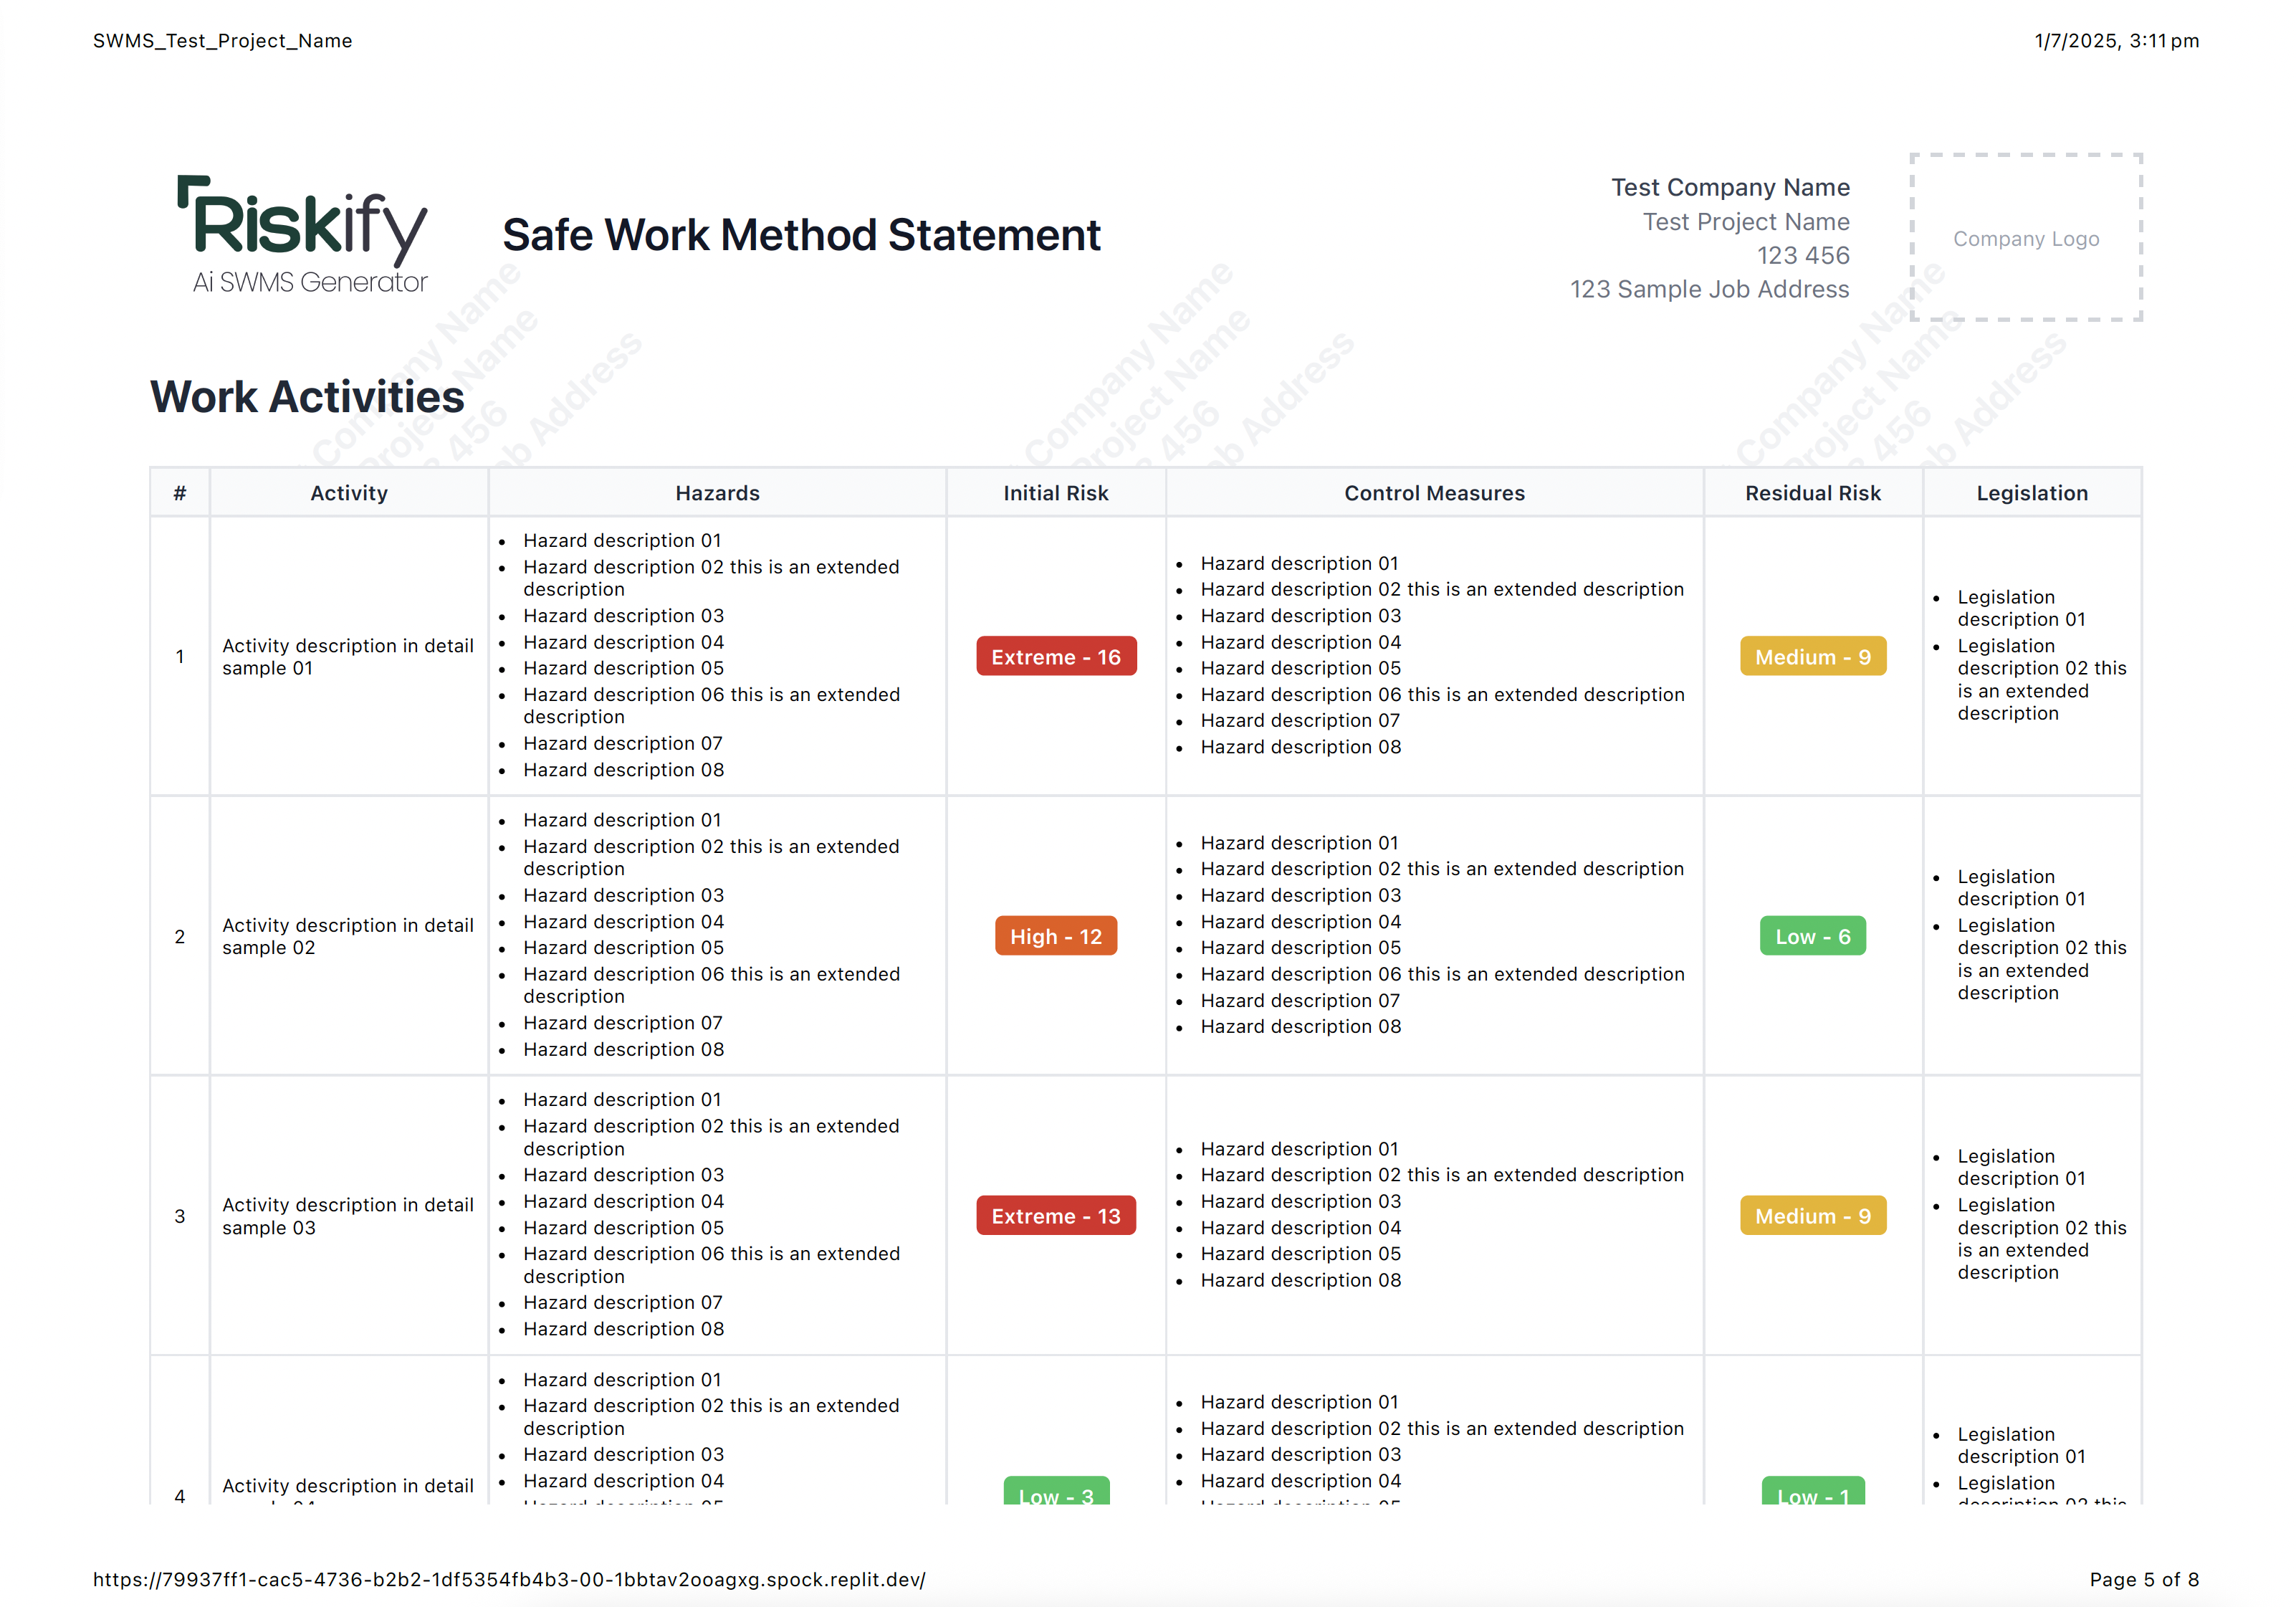 SWMS_Test_Project_Name
1/7/2025, 3:11 pm
Riskify
Ai SWMS Generator
Safe Work Method Statement
Test Company Name
Test Project Name
123 456
123 Sample Job Address
Company Logo
Company Name
Project Name
456
Address
Company Name
Project Name
456
Address
Company Name
Project Name
456
Address
Work Activities
# Activity Hazards Initial Risk Control Measures Residual Risk Legislation
1
Activity description in detail
sample 01
• Hazard description 01
• Hazard description 02 this is an extended
description
• Hazard description 03
• Hazard description 04
• Hazard description 05
• Hazard description 06 this is an extended
description
• Hazard description 07
• Hazard description 08
Extreme - 16
• Hazard description 01
• Hazard description 02 this is an extended description
• Hazard description 03
• Hazard description 04
• Hazard description 05
• Hazard description 06 this is an extended description
• Hazard description 07
• Hazard description 08
Medium - 9
• Legislation
description 01
• Legislation
description 02 this
is an extended
description
2
Activity description in detail
sample 02
• Hazard description 01
• Hazard description 02 this is an extended
description
• Hazard description 03
• Hazard description 04
• Hazard description 05
• Hazard description 06 this is an extended
description
• Hazard description 07
• Hazard description 08
High - 12
• Hazard description 01
• Hazard description 02 this is an extended description
• Hazard description 03
• Hazard description 04
• Hazard description 05
• Hazard description 06 this is an extended description
• Hazard description 07
• Hazard description 08
Low - 6
• Legislation
description 01
• Legislation
description 02 this
is an extended
description
3
Activity description in detail
sample 03
• Hazard description 01
• Hazard description 02 this is an extended
description
• Hazard description 03
• Hazard description 04
• Hazard description 05
• Hazard description 06 this is an extended
description
• Hazard description 07
• Hazard description 08
Extreme - 13
• Hazard description 01
• Hazard description 02 this is an extended description
• Hazard description 03
• Hazard description 04
• Hazard description 05
• Hazard description 08
Medium - 9
• Legislation
description 01
• Legislation
description 02 this
is an extended
description
4
Activity description in detail
• Hazard description 01
• Hazard description 02 this is an extended
description
• Hazard description 03
• Hazard description 04
Low - 3
• Hazard description 01
• Hazard description 02 this is an extended description
• Hazard description 03
• Hazard description 04
Low - 1
• Legislation
description 01
• Legislation
https://79937ff1-cac5-4736-b2b2-1df5354fb4b3-00-1bbtav2ooagxg.spock.replit.dev/
Page 5 of 8